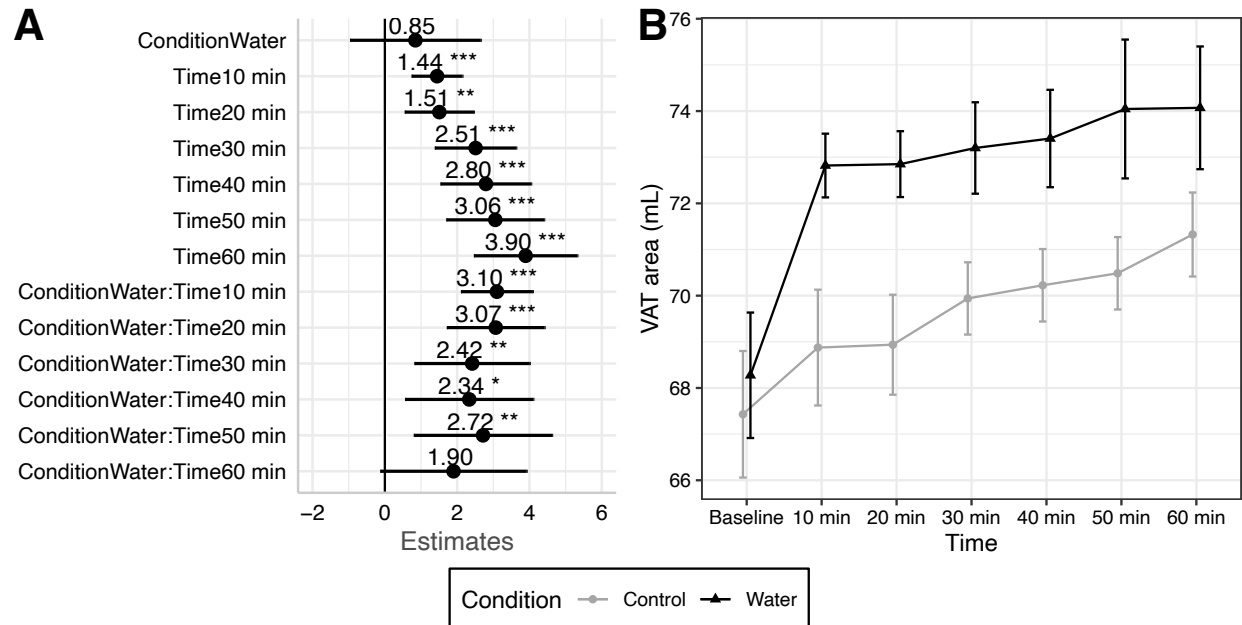 A
ConditionWater
0.85
Time10 min
1.44 ***
Time20 min
1.51 **
Time30 min
2.51 ***
Time40 min
2.80 ***
Time50 min
3.06 ***
Time60 min
3.90 ***
ConditionWater:Time10 min
3.10 ***
ConditionWater:Time20 min
3.07 ***
ConditionWater:Time30 min
2.42 **
ConditionWater:Time40 min
2.34 *
ConditionWater:Time50 min
2.72 **
ConditionWater:Time60 min
1.90
−2 0 2 4 6
Estimates
B
76
74
72
70
68
66
VAT area (mL)
Baseline 10 min 20 min 30 min 40 min 50 min 60 min
Time
Condition Control Water